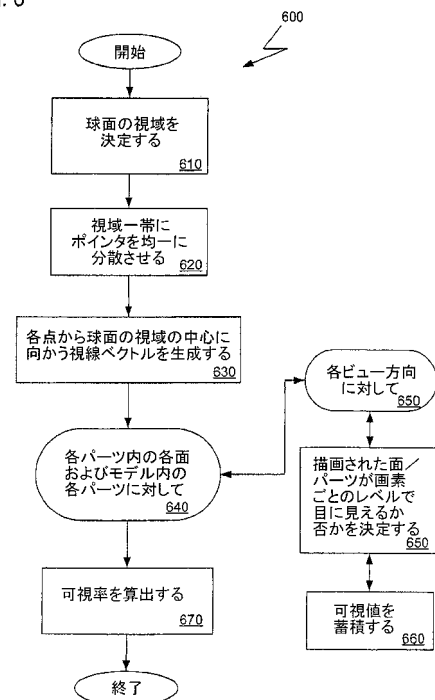 . 6
600
開始
球面の視域を
決定する
610
視域一帯に
ポインタを均一に
分散させる
620
各点から球面の視域の中心に
向かう視線ベクトルを生成する
630
各パーツ内の各面
およびモデル内の
各パーツに対して
640
各ビュー方向
に対して
650
描画された面／
パーツが画素
ごとのレベルで
目に見えるか
否かを決定する
650
可視値を
蓄積する
660
可視率を算出する
670
終了